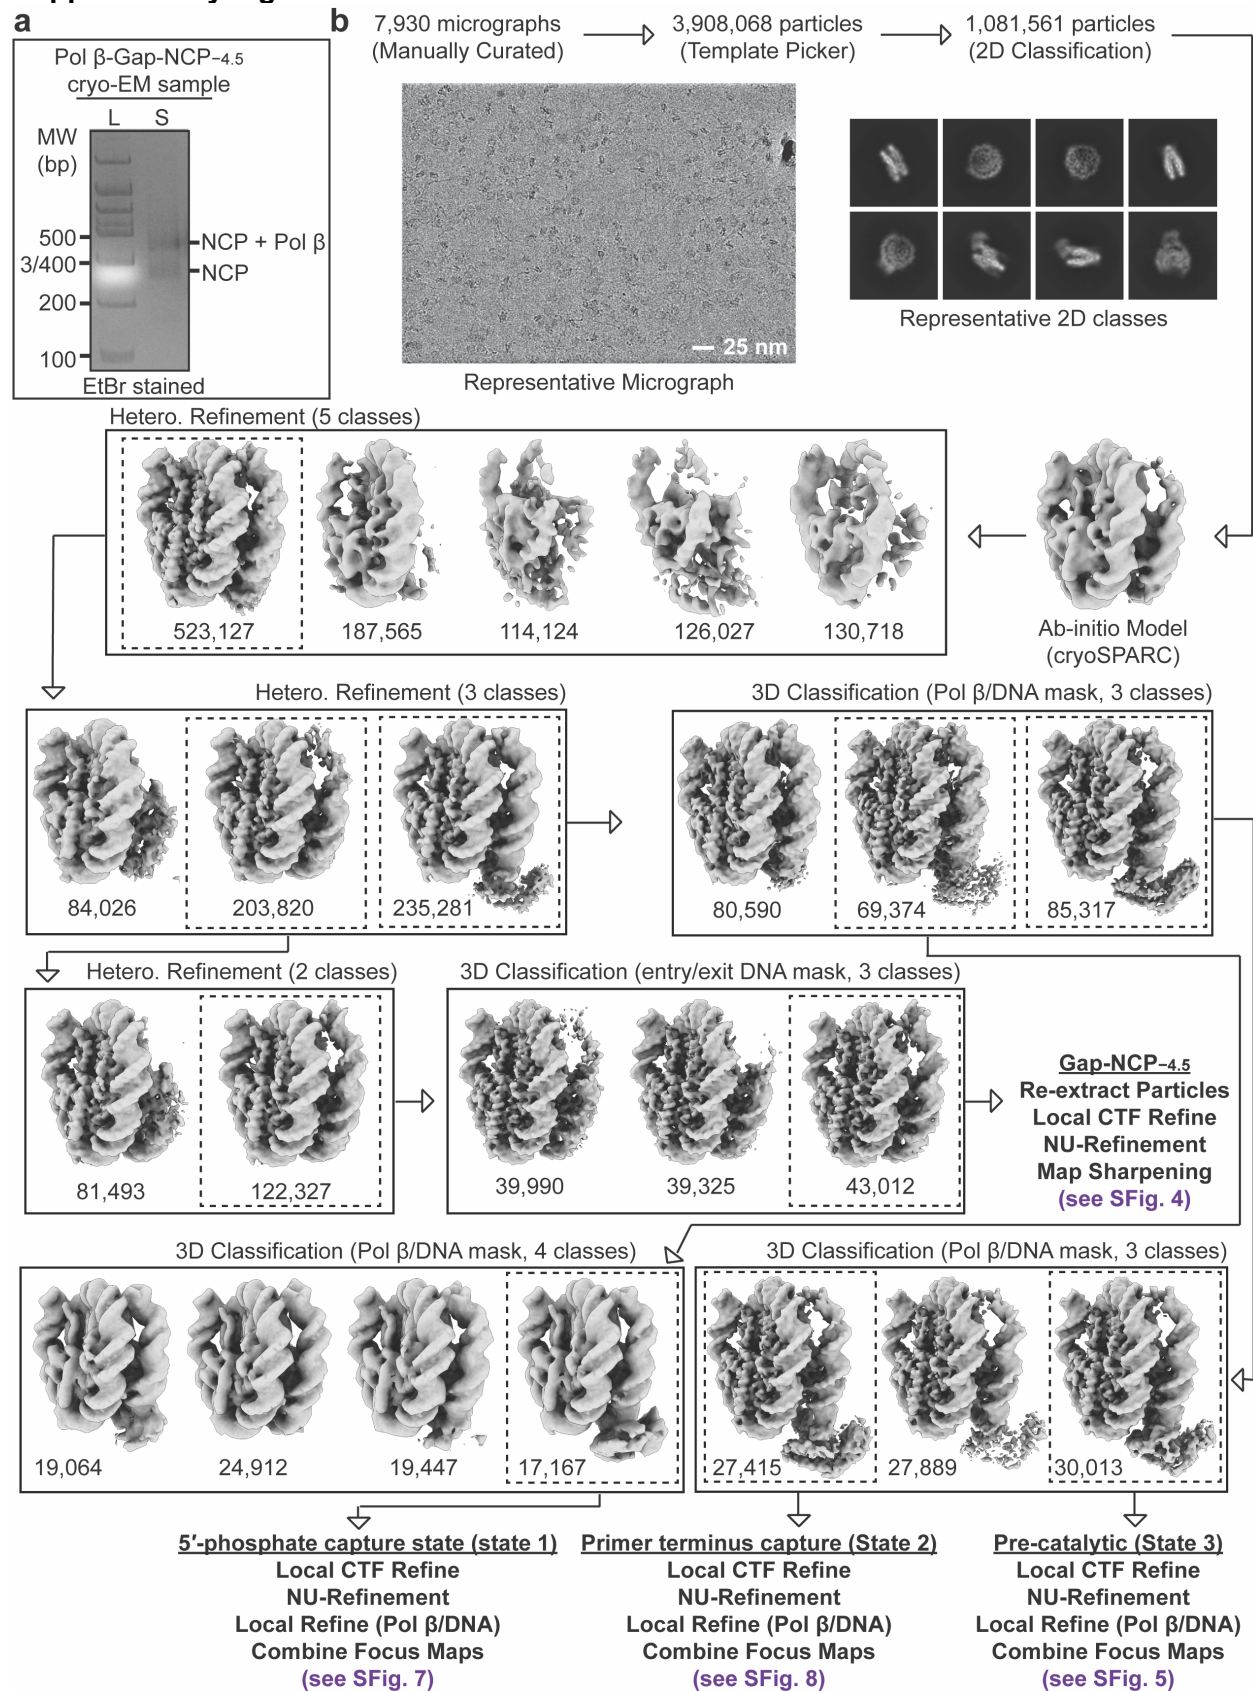 a
Pol β-Gap-NCP-4.5
cryo-EM sample
L S
MW
(bp)
500
3/400
200
100
NCP + Pol β
NCP
EtBr stained
b
7,930 micrographs
(Manually Curated)
3,908,068 particles
(Template Picker)
1,081,561 particles
(2D Classification)
25 nm
Representative Micrograph
Representative 2D classes
Hetero. Refinement (5 classes)
523,127
187,565
114,124
126,027
130,718
Ab-initio Model
(cryoSPARC)
Hetero. Refinement (3 classes)
84,026
203,820
235,281
3D Classification (Pol β/DNA mask, 3 classes)
80,590
69,374
85,317
Hetero. Refinement (2 classes)
81,493
122,327
3D Classification (entry/exit DNA mask, 3 classes)
39,990
39,325
43,012
Gap-NCP-4.5
Re-extract Particles
Local CTF Refine
NU-Refinement
Map Sharpening
(see SFig. 4)
3D Classification (Pol β/DNA mask, 4 classes)
19,064
24,912
19,447
17,167
3D Classification (Pol β/DNA mask, 3 classes)
27,415
27,889
30,013
5′-phosphate capture state (state 1)
Local CTF Refine
NU-Refinement
Local Refine (Pol β/DNA)
Combine Focus Maps
(see SFig. 7)
Primer terminus capture (State 2)
Local CTF Refine
NU-Refinement
Local Refine (Pol β/DNA)
Combine Focus Maps
(see SFig. 8)
Pre-catalytic (State 3)
Local CTF Refine
NU-Refinement
Local Refine (Pol β/DNA)
Combine Focus Maps
(see SFig. 5)